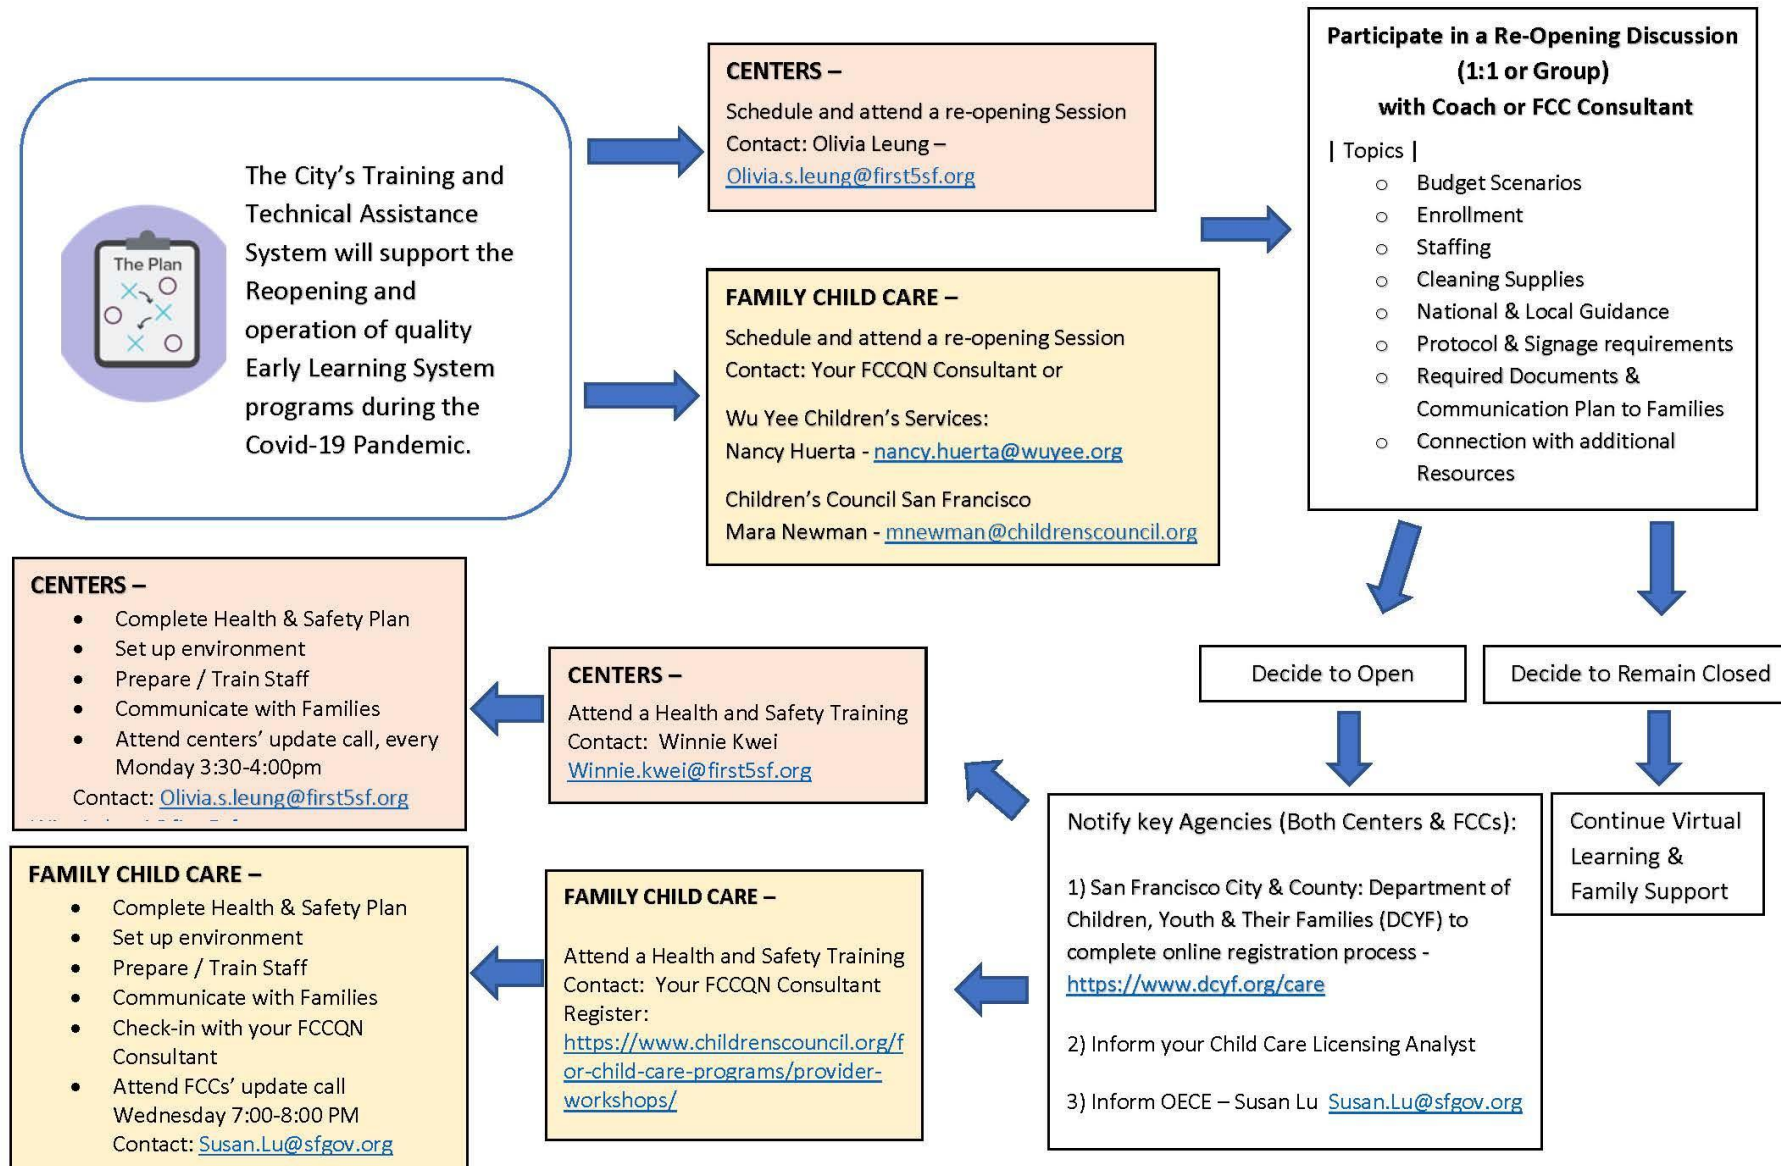 The City's Training and
Technical Assistance
System will support the
Reopening and
operation of quality
Early Learning System
programs during the
Covid-19 Pandemic.
The Plan
CENTERS –
Schedule and attend a re-opening Session
Contact: Olivia Leung –
Olivia.s.leung@first5sf.org
FAMILY CHILD CARE –
Schedule and attend a re-opening Session
Contact: Your FCCQN Consultant or
Wu Yee Children's Services:
Nancy Huerta - nancy.huerta@wuyee.org
Children's Council San Francisco
Mara Newman - mnewman@childrenscouncil.org
Participate in a Re-Opening Discussion
(1:1 or Group)
with Coach or FCC Consultant
| Topics |
o Budget Scenarios
o Enrollment
o Staffing
o Cleaning Supplies
o National & Local Guidance
o Protocol & Signage requirements
o Required Documents &
Communication Plan to Families
o Connection with additional
Resources
Decide to Open
Decide to Remain Closed
Continue Virtual
Learning &
Family Support
Notify key Agencies (Both Centers & FCCs):
1) San Francisco City & County: Department of
Children, Youth & Their Families (DCYF) to
complete online registration process -
https://www.dcyf.org/care
2) Inform your Child Care Licensing Analyst
3) Inform OECE – Susan Lu Susan.Lu@sfgov.org
CENTERS –
Attend a Health and Safety Training
Contact: Winnie Kwei
Winnie.kwei@first5sf.org
FAMILY CHILD CARE –
Attend a Health and Safety Training
Contact: Your FCCQN Consultant
Register:
https://www.childrenscouncil.org/f
or-child-care-programs/provider-
workshops/
CENTERS –
• Complete Health & Safety Plan
• Set up environment
• Prepare / Train Staff
• Communicate with Families
• Attend centers' update call, every
Monday 3:30-4:00pm
Contact: Olivia.s.leung@first5sf.org
FAMILY CHILD CARE –
• Complete Health & Safety Plan
• Set up environment
• Prepare / Train Staff
• Communicate with Families
• Check-in with your FCCQN
Consultant
• Attend FCCs' update call
Wednesday 7:00-8:00 PM
Contact: Susan.Lu@sfgov.org